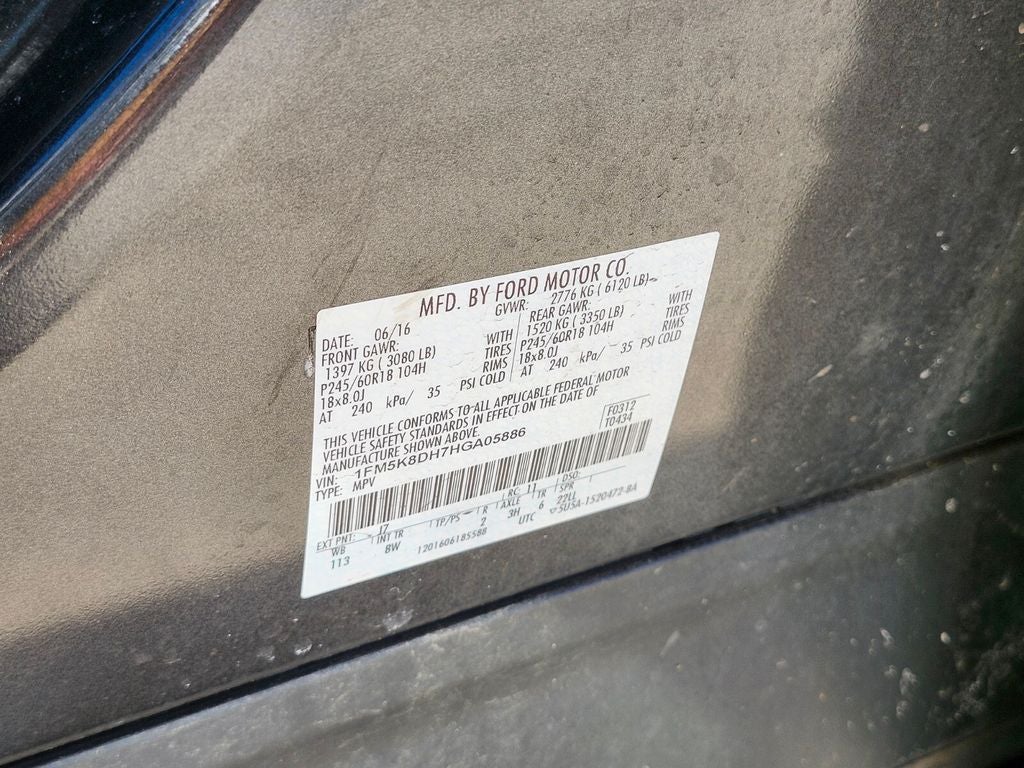 MFD. BY FORD MOTOR CO.
DATE: 06/16 GVWR: 2776 KG ( 6120 LB)
FRONT GAWR: REAR GAWR:
1397 KG ( 3080 LB) WITH 1520 KG ( 3350 LB) WITH
P245/60R18 104H TIRES P245/60R18 104H TIRES
18x8.0J RIMS 18x8.0J RIMS
AT 240 kPa/ 35 PSI COLD AT 240 kPa/ 35 PSI COLD
THIS VEHICLE CONFORMS TO ALL APPLICABLE FEDERAL MOTOR
VEHICLE SAFETY STANDARDS IN EFFECT ON THE DATE OF
MANUFACTURE SHOWN ABOVE.
VIN: 1FM5K8DH7HGA05886 F0312
TYPE: MPV T0434
EXT PNT: J7 RC: 11 DSO:
WB INT TR TP/PS R AXLE TR SPR
113 8W 2 3H 6 22LL
1201606185588 UTC 5U5A-1520472-BA